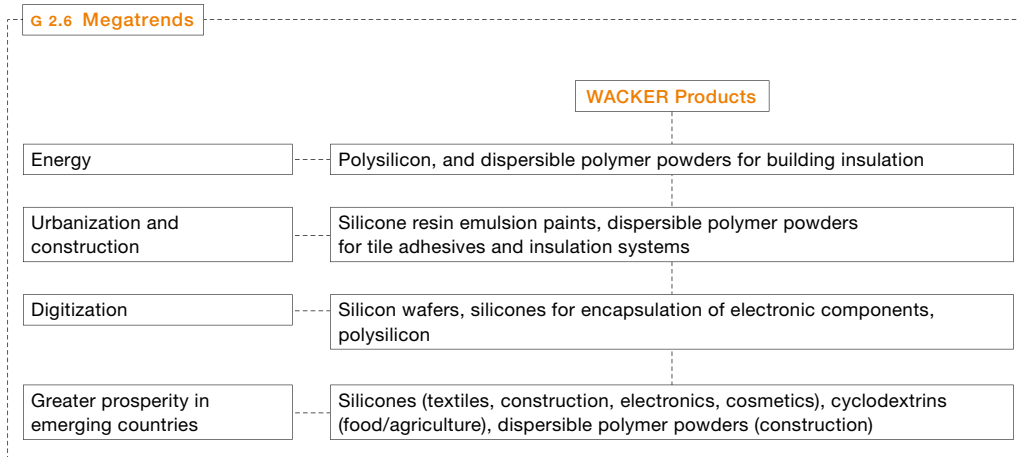 G 2.6 Megatrends
WACKER Products
Energy
Polysilicon, and dispersible polymer powders for building insulation
Urbanization and
construction
Silicone resin emulsion paints, dispersible polymer powders
for tile adhesives and insulation systems
Digitization
Silicon wafers, silicones for encapsulation of electronic components,
polysilicon
Greater prosperity in
emerging countries
Silicones (textiles, construction, electronics, cosmetics), cyclodextrins
(food/agriculture), dispersible polymer powders (construction)